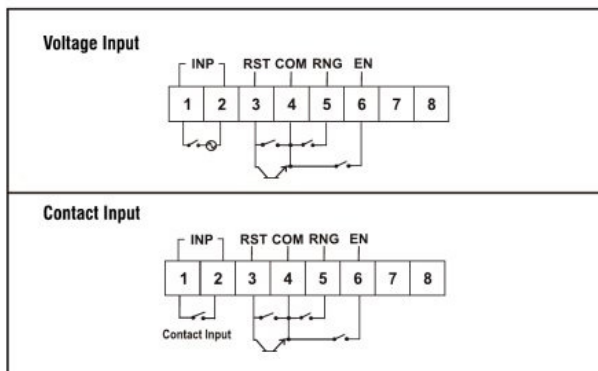 Voltage Input
INP RST COM RNG EN
1 2 3 4 5 6 7 8
Contact Input
INP RST COM RNG EN
1 2 3 4 5 6 7 8
Contact Input